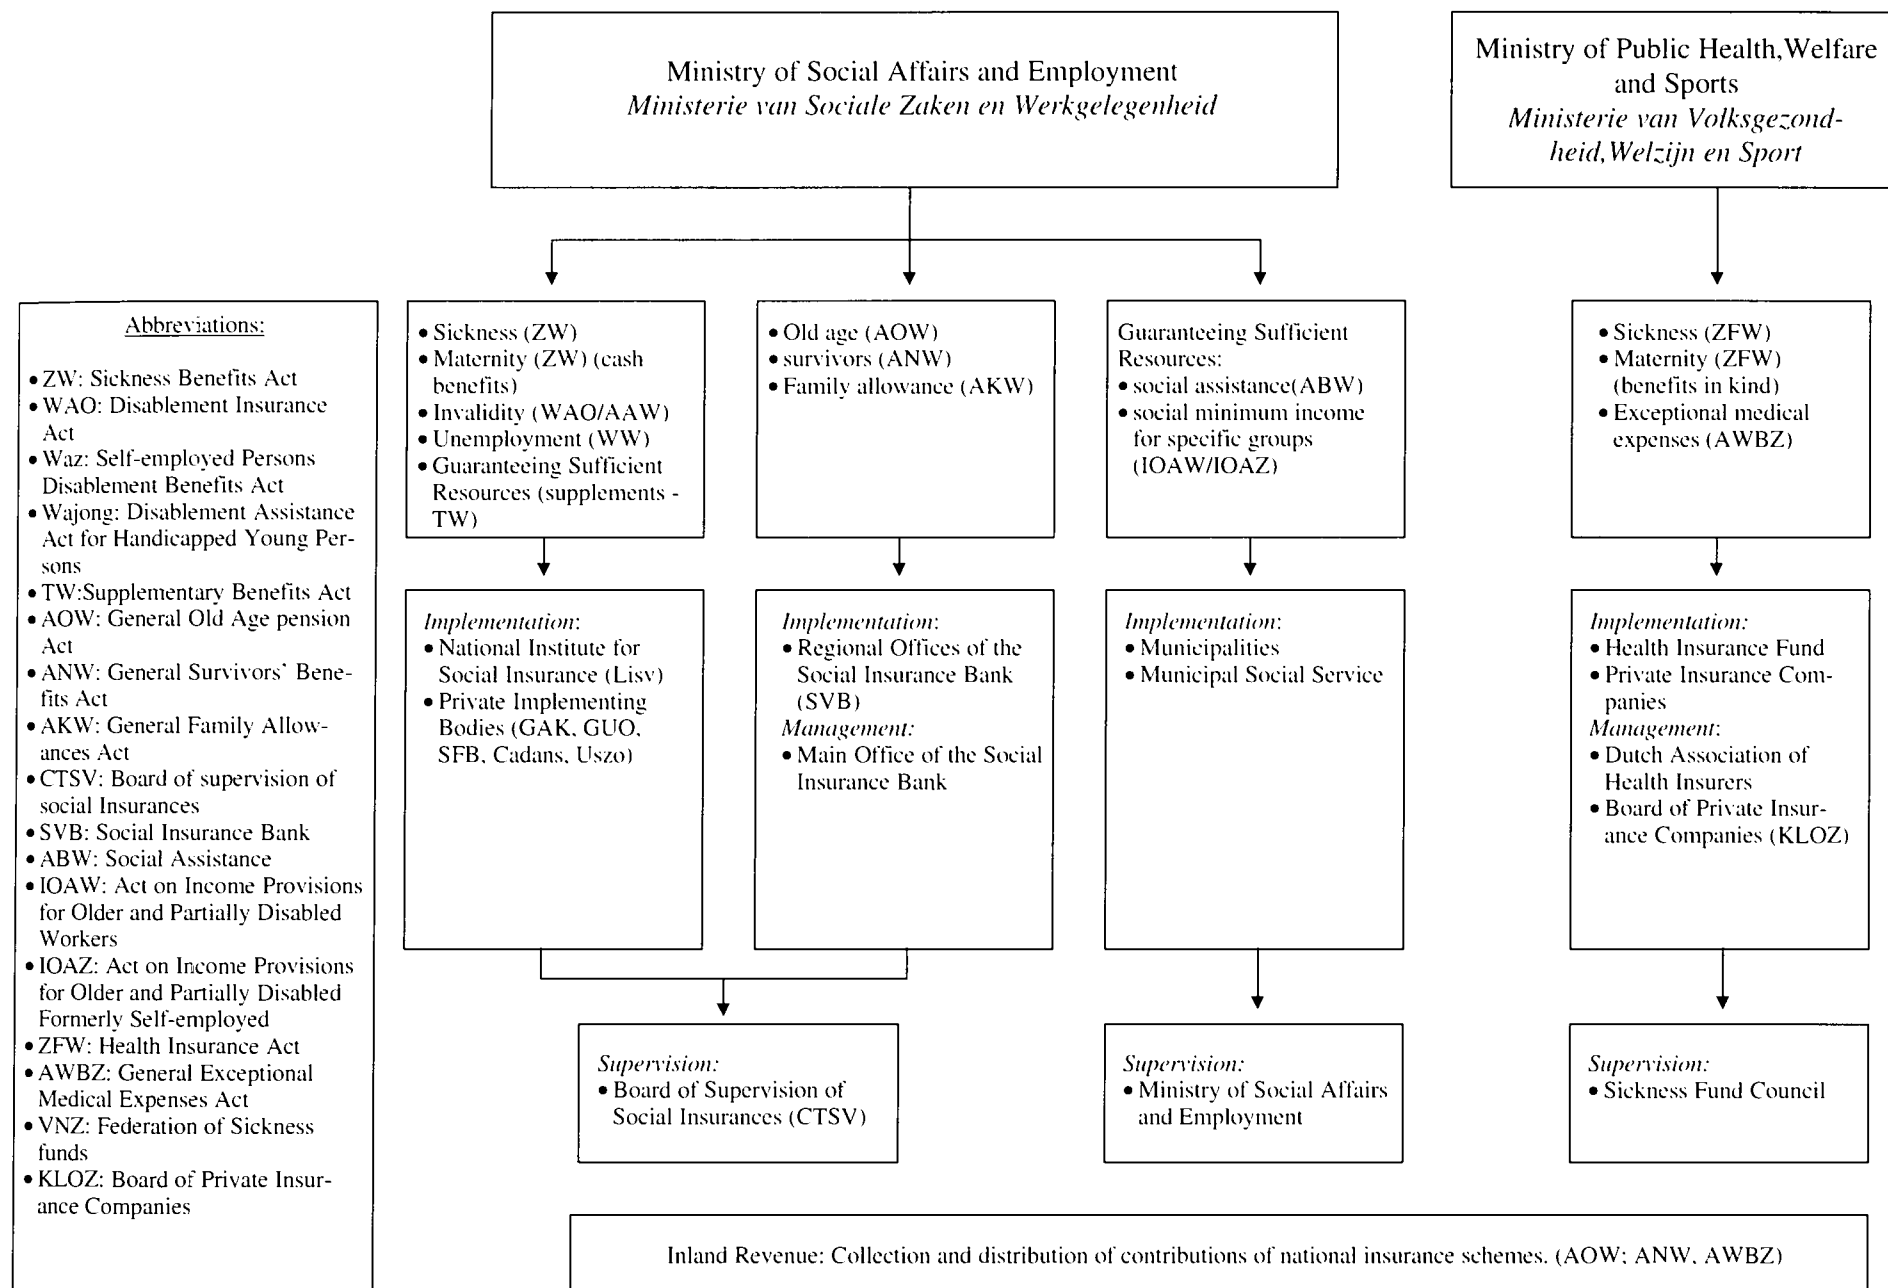 Ministry of Social Affairs and Employment
Ministerie van Sociale Zaken en Werkgelegenheid
Ministry of Public Health,Welfare
and Sports
Ministerie van Volksgezond-
heid,Welzijn en Sport
Abbreviations:
• ZW: Sickness Benefits Act
• WAO: Disablement Insurance
Act
• Waz: Self-employed Persons
Disablement Benefits Act
• Wajong: Disablement Assistance
Act for Handicapped Young Per-
sons
• TW:Supplementary Benefits Act
• AOW: General Old Age pension
Act
• ANW: General Survivors' Bene-
fits Act
• AKW: General Family Allow-
ances Act
• CTSV: Board of supervision of
social Insurances
• SVB: Social Insurance Bank
• ABW: Social Assistance
• IOAW: Act on Income Provisions
for Older and Partially Disabled
Workers
• IOAZ: Act on Income Provisions
for Older and Partially Disabled
Formerly Self-employed
• ZFW: Health Insurance Act
• AWBZ: General Exceptional
Medical Expenses Act
• VNZ: Federation of Sickness
funds
• KLOZ: Board of Private Insur-
ance Companies
• Sickness (ZW)
• Maternity (ZW) (cash
benefits)
• Invalidity (WAO/AAW)
• Unemployment (WW)
• Guaranteeing Sufficient
Resources (supplements -
TW)
• Old age (AOW)
• survivors (ANW)
• Family allowance (AKW)
Guaranteeing Sufficient
Resources:
• social assistance(ABW)
• social minimum income
for specific groups
(IOAW/IOAZ)
• Sickness (ZFW)
• Maternity (ZFW)
(benefits in kind)
• Exceptional medical
expenses (AWBZ)
Implementation:
• National Institute for
Social Insurance (Lisv)
• Private Implementing
Bodies (GAK, GUO,
SFB, Cadans, Uszo)
Implementation:
• Regional Offices of the
Social Insurance Bank
(SVB)
Management:
• Main Office of the Social
Insurance Bank
Implementation:
• Municipalities
• Municipal Social Service
Implementation:
• Health Insurance Fund
• Private Insurance Com-
panies
Management:
• Dutch Association of
Health Insurers
• Board of Private Insur-
ance Companies (KLOZ)
Supervision:
• Board of Supervision of
Social Insurances (CTSV)
Supervision:
• Ministry of Social Affairs
and Employment
Supervision:
• Sickness Fund Council
Inland Revenue: Collection and distribution of contributions of national insurance schemes. (AOW; ANW, AWBZ)